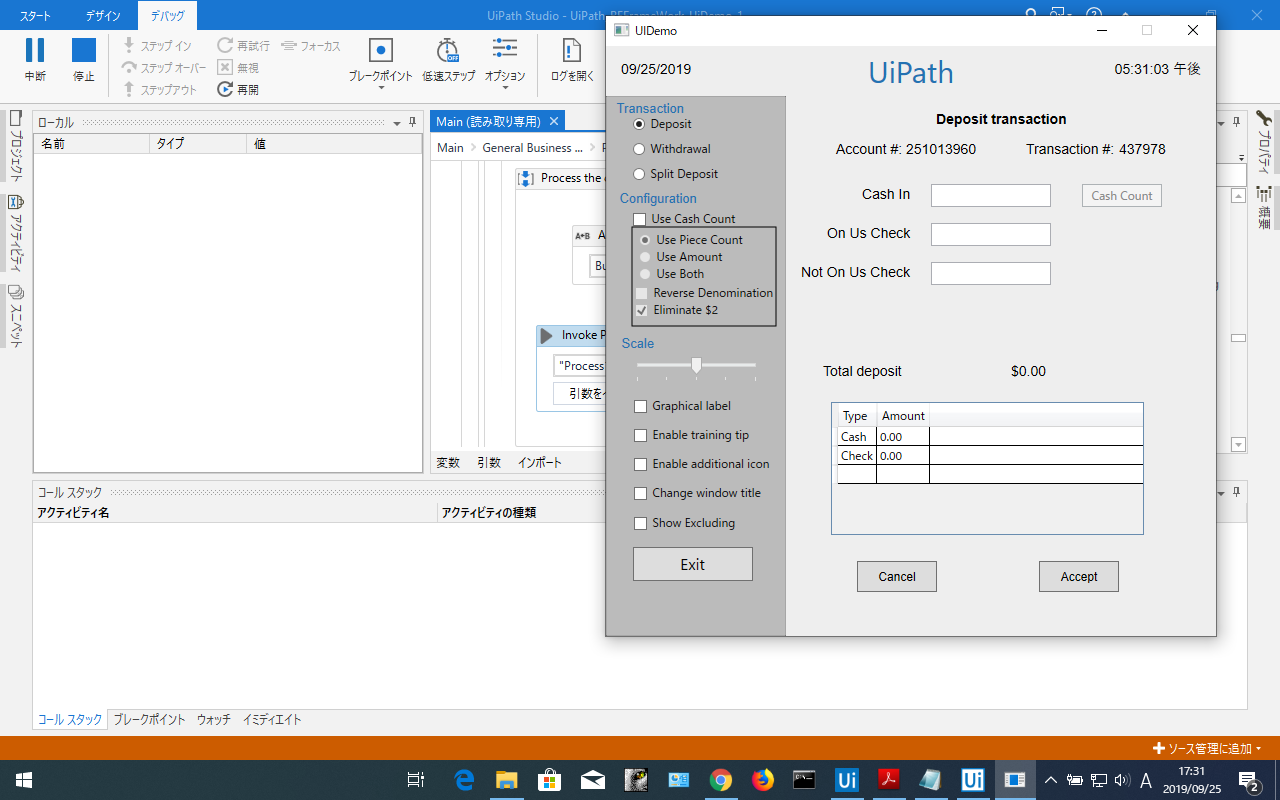 スタート デザイン デバッグ
中断
停止
ステップ イン
ステップ オーバー
ステップアウト
再試行
無視
再開
フォーカス
ブレークポイント
低速ステップ
オプション
ログを開く
プロジェクト
アクティビティ
スニペット
ローカル
名前 タイプ 値
Main (読み取り専用)
Main General Business ...
Process the
"Process
引数を
変数 引数 インポート
コール スタック
アクティビティ名 アクティビティの種類
コール スタック ブレークポイント ウォッチ イミディエイト
プロパティ
概要
UIDemo
09/25/2019
UiPath
05:31:03 午後
Transaction
Deposit
Withdrawal
Split Deposit
Configuration
Use Cash Count
Use Piece Count
Use Amount
Use Both
Reverse Denomination
Eliminate $2
Scale
Graphical label
Enable training tip
Enable additional icon
Change window title
Show Excluding
Exit
Deposit transaction
Account #: 251013960 Transaction #: 437978
Cash In Cash Count
On Us Check
Not On Us Check
Total deposit $0.00
Type Amount
Cash 0.00
Check 0.00
Cancel Accept
ソース管理に追加
A
17:31
2019/09/25
2